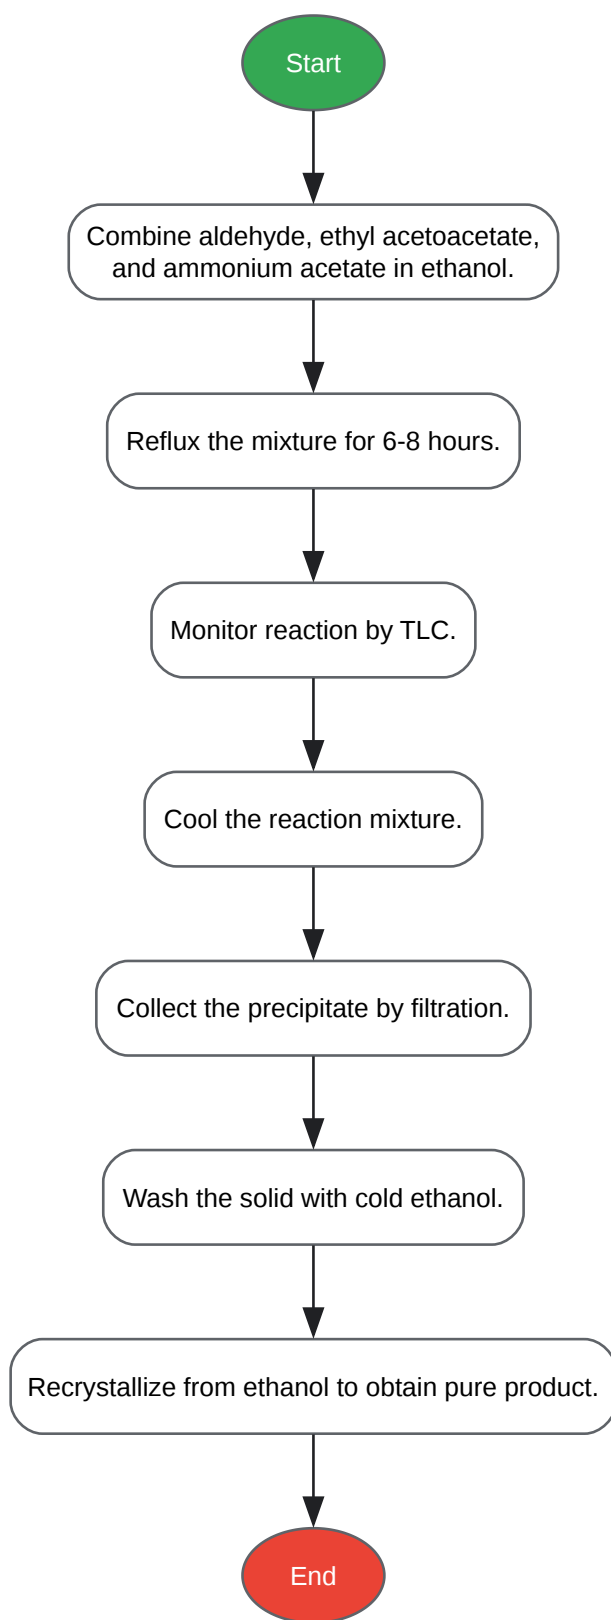 Start
Combine aldehyde, ethyl acetoacetate,
and ammonium acetate in ethanol.
Reflux the mixture for 6-8 hours.
Monitor reaction by TLC.
Cool the reaction mixture.
Collect the precipitate by filtration.
Wash the solid with cold ethanol.
Recrystallize from ethanol to obtain pure product.
End